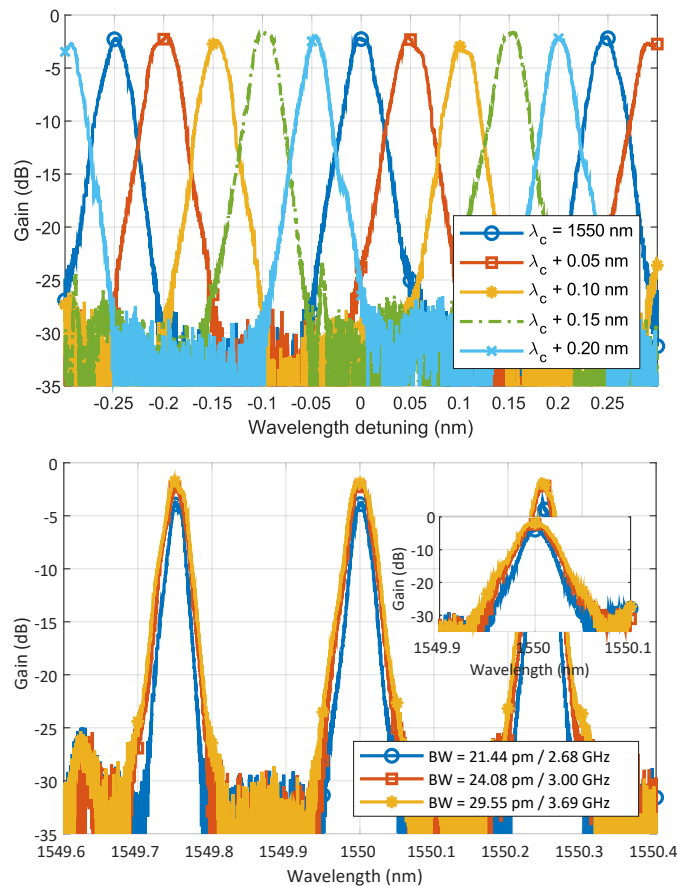 0
-5
-10
-15
-20
-25
-30
-35
Gain (dB)
λc = 1550 nm
λc + 0.05 nm
λc + 0.10 nm
λc + 0.15 nm
λc + 0.20 nm
-0.25 -0.2 -0.15 -0.1 -0.05 0 0.05 0.1 0.15 0.2 0.25
Wavelength detuning (nm)
0
-5
-10
-15
-20
-25
-30
-35
Gain (dB)
0
-10
-20
-30
Gain (dB)
1549.9 1550 1550.1
Wavelength (nm)
BW = 21.44 pm / 2.68 GHz
BW = 24.08 pm / 3.00 GHz
BW = 29.55 pm / 3.69 GHz
1549.6 1549.7 1549.8 1549.9 1550 1550.1 1550.2 1550.3 1550.4
Wavelength (nm)